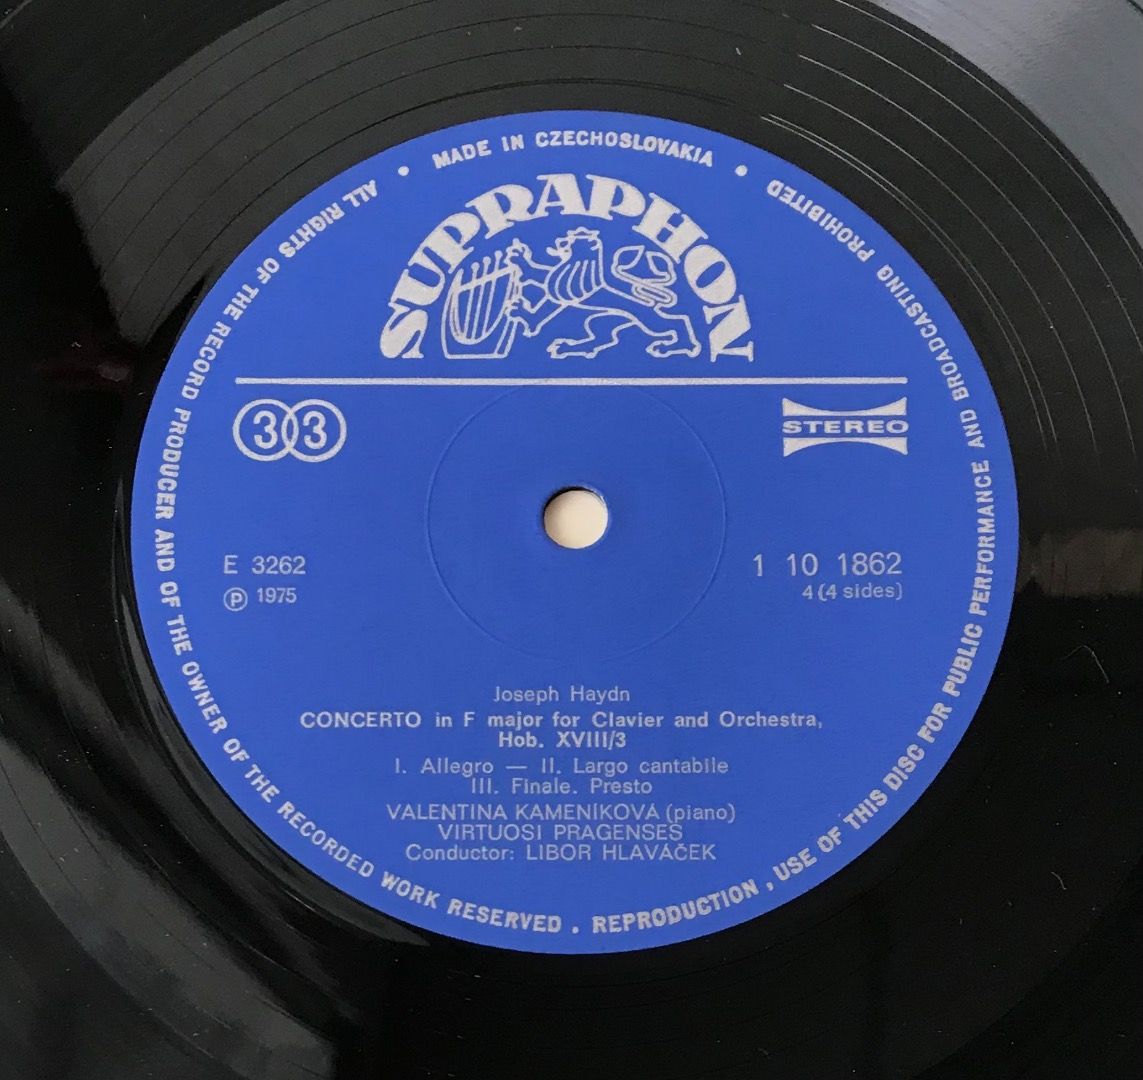 MADE IN CZECHOSLOVAKIA
SUPRAPHON
33
STEREO
E 3262
1 10 1862
℗ 1975
4 (4 sides)
Joseph Haydn
CONCERTO in F major for Clavier and Orchestra,
Hob. XVIII/3
I. Allegro — II. Largo cantabile
III. Finale. Presto
VALENTINA KAMENÍKOVÁ (piano)
VIRTUOSI PRAGENSES
Conductor: LIBOR HLAVÁČEK
ALL RIGHTS OF THE RECORD PRODUCER AND OF THE OWNER OF THE RECORDED WORK RESERVED . REPRODUCTION , USE OF THIS DISC FOR PUBLIC PERFORMANCE AND BROADCASTING PROHIBITED